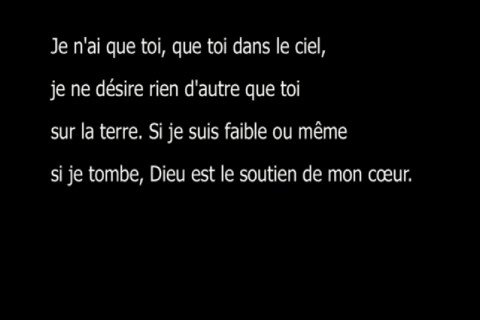 Je n'ai que toi, que toi dans le ciel,
je ne désire rien d'autre que toi
sur la terre. Si je suis faible ou même
si je tombe, Dieu est le soutien de mon cœur.